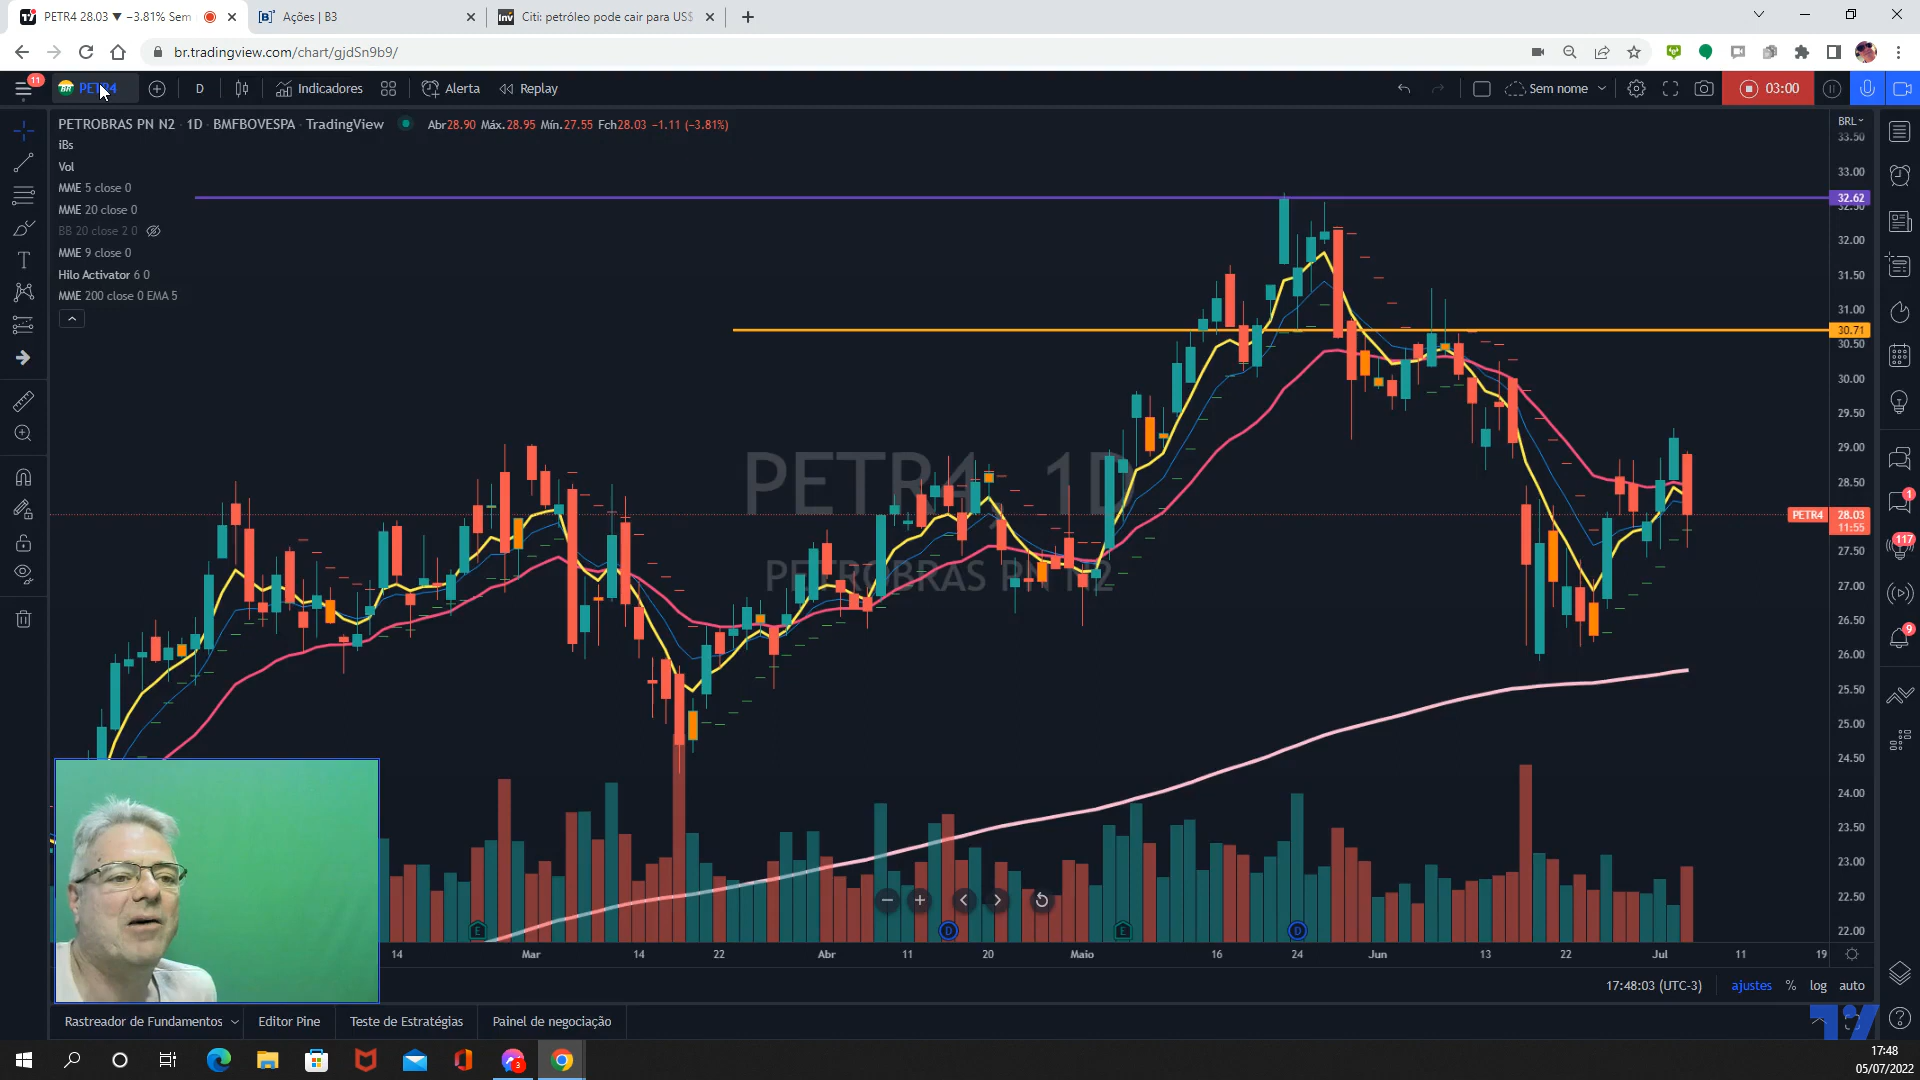 PETR4 28.03 ▼ −3.81% Sem
Ações | B3
Citi: petróleo pode cair para US$
br.tradingview.com/chart/gjdSn9b9/
11
PETR4
D
Indicadores
Alerta
Replay
Sem nome
03:00
PETROBRAS PN N2 · 1D · BMFBOVESPA · TradingView
Abr28.90 Máx.28.95 Mín.27.55 Fch28.03 −1.11 (−3.81%)
BRL
iBs
Vol
MME 5 close 0
MME 20 close 0
BB 20 close 2 0
MME 9 close 0
Hilo Activator 6 0
MME 200 close 0 EMA 5
33.50
33.00
32.62
32.50
32.00
31.50
31.00
30.71
30.50
30.00
29.50
29.00
28.50
PETR4 28.03
11:55
27.50
27.00
26.50
26.00
25.50
25.00
24.50
24.00
23.50
23.00
22.50
22.00
PETR4, 1D
PETROBRAS PN N2
1
117
9
E
D
E
D
14
Mar
14
22
Abr
11
20
Maio
16
24
Jun
13
22
Jul
11
19
17:48:03 (UTC-3)
ajustes
%
log
auto
Rastreador de Fundamentos
Editor Pine
Teste de Estratégias
Painel de negociação
3
17:48
05/07/2022